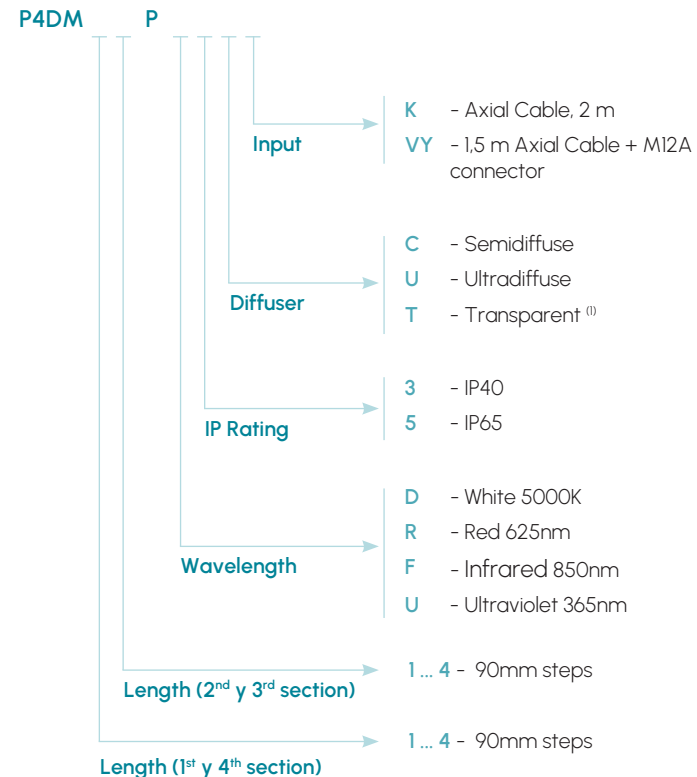 P4DM P
K - Axial Cable, 2 m
VY - 1,5 m Axial Cable + M12A
connector
Input
C - Semidiffuse
U - Ultradiffuse
T - Transparent (1)
Diffuser
3 - IP40
5 - IP65
IP Rating
D - White 5000K
R - Red 625nm
F - Infrared 850nm
U - Ultraviolet 365nm
Wavelength
1 ... 4 - 90mm steps
Length (2nd y 3rd section)
1 ... 4 - 90mm steps
Length (1st y 4th section)